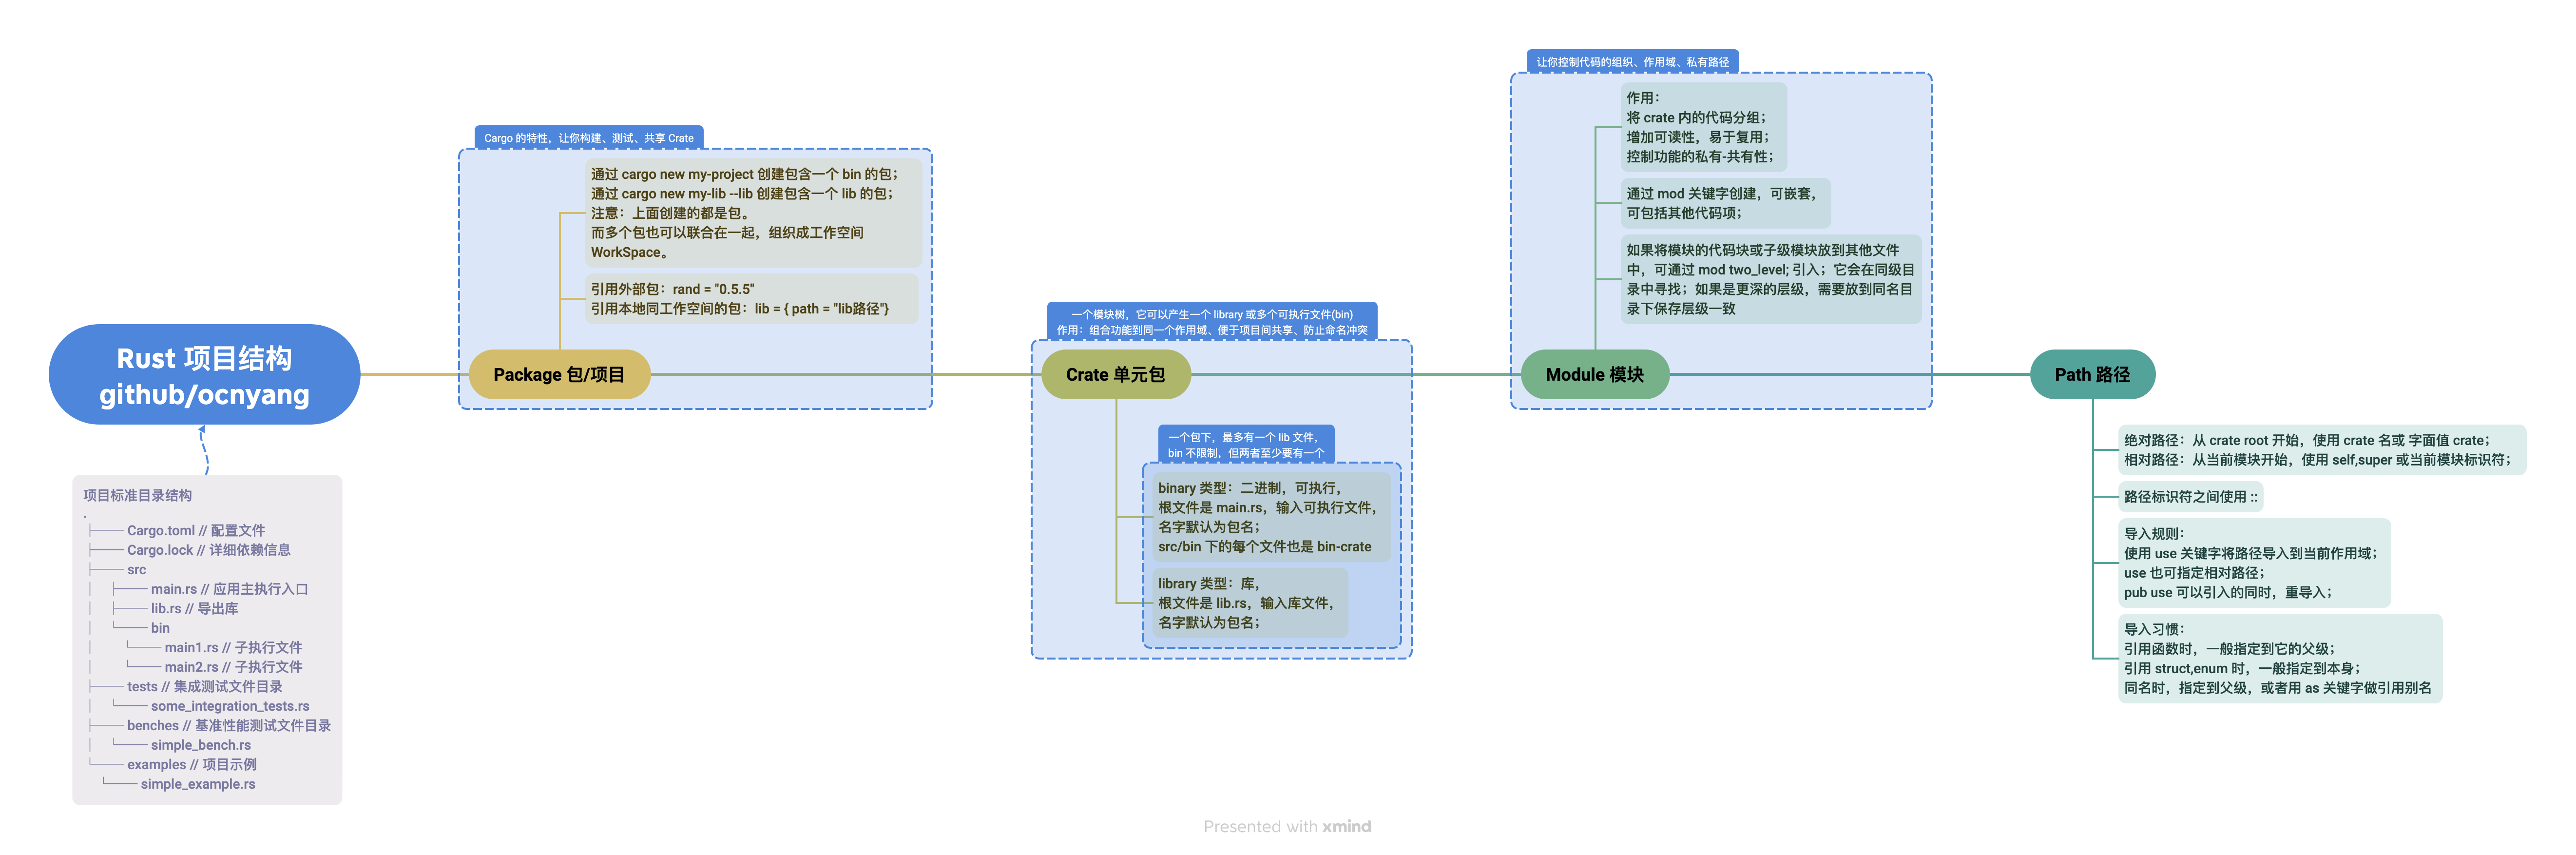 Rust 项目结构
github/ocnyang
项目标准目录结构
.
├── Cargo.toml // 配置文件
├── Cargo.lock // 详细依赖信息
├── src
│   ├── main.rs // 应用主执行入口
│   ├── lib.rs // 导出库
│   └── bin
│       └── main1.rs // 子执行文件
│       └── main2.rs // 子执行文件
├── tests // 集成测试文件目录
│   └── some_integration_tests.rs
├── benches // 基准性能测试文件目录
│   └── simple_bench.rs
└── examples // 项目示例
    └── simple_example.rs
Cargo 的特性，让你构建、测试、共享 Crate
通过 cargo new my-project 创建包含一个 bin 的包；
通过 cargo new my-lib --lib 创建包含一个 lib 的包；
注意：上面创建的都是包。
而多个包也可以联合在一起，组织成工作空间
WorkSpace。
引用外部包：rand = "0.5.5"
引用本地同工作空间的包：lib = { path = "lib路径"}
Package 包/项目
一个模块树，它可以产生一个 library 或多个可执行文件(bin)
作用：组合功能到同一个作用域、便于项目间共享、防止命名冲突
Crate 单元包
一个包下，最多有一个 lib 文件，
bin 不限制，但两者至少要有一个
binary 类型：二进制，可执行，
根文件是 main.rs，输入可执行文件，
名字默认为包名；
src/bin 下的每个文件也是 bin-crate
library 类型：库，
根文件是 lib.rs，输入库文件，
名字默认为包名；
让你控制代码的组织、作用域、私有路径
作用：
将 crate 内的代码分组；
增加可读性，易于复用；
控制功能的私有-共有性；
通过 mod 关键字创建，可嵌套，
可包括其他代码项；
如果将模块的代码块或子级模块放到其他文件
中，可通过 mod two_level; 引入；它会在同级目
录中寻找；如果是更深的层级，需要放到同名目
录下保存层级一致
Module 模块
Path 路径
绝对路径：从 crate root 开始，使用 crate 名或 字面值 crate；
相对路径：从当前模块开始，使用 self,super 或当前模块标识符；
路径标识符之间使用 ::
导入规则：
使用 use 关键字将路径导入到当前作用域；
use 也可指定相对路径；
pub use 可以引入的同时，重导入；
导入习惯：
引用函数时，一般指定到它的父级；
引用 struct,enum 时，一般指定到本身；
同名时，指定到父级，或者用 as 关键字做引用别名
Presented with xmind